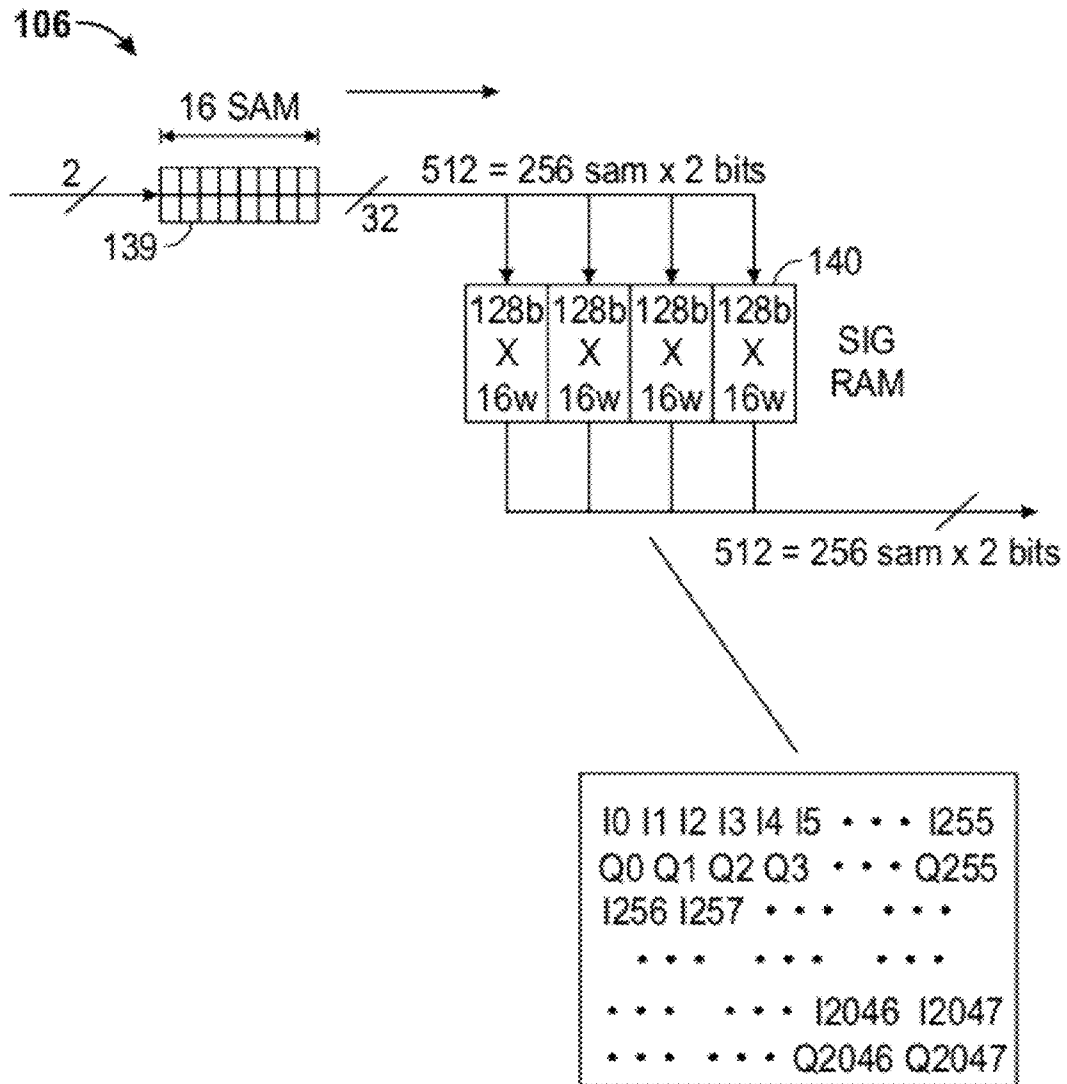 106
16 SAM
2
32
512 = 256 sam x 2 bits
139
140
128b 128b 128b 128b
X X X X
16w 16w 16w 16w
SIG
RAM
512 = 256 sam x 2 bits
I0 I1 I2 I3 I4 I5 • • • I255
Q0 Q1 Q2 Q3 • • • Q255
I256 I257 • • • • • •
• • • • • • • • •
• • • • • • I2046 I2047
• • • • • • Q2046 Q2047